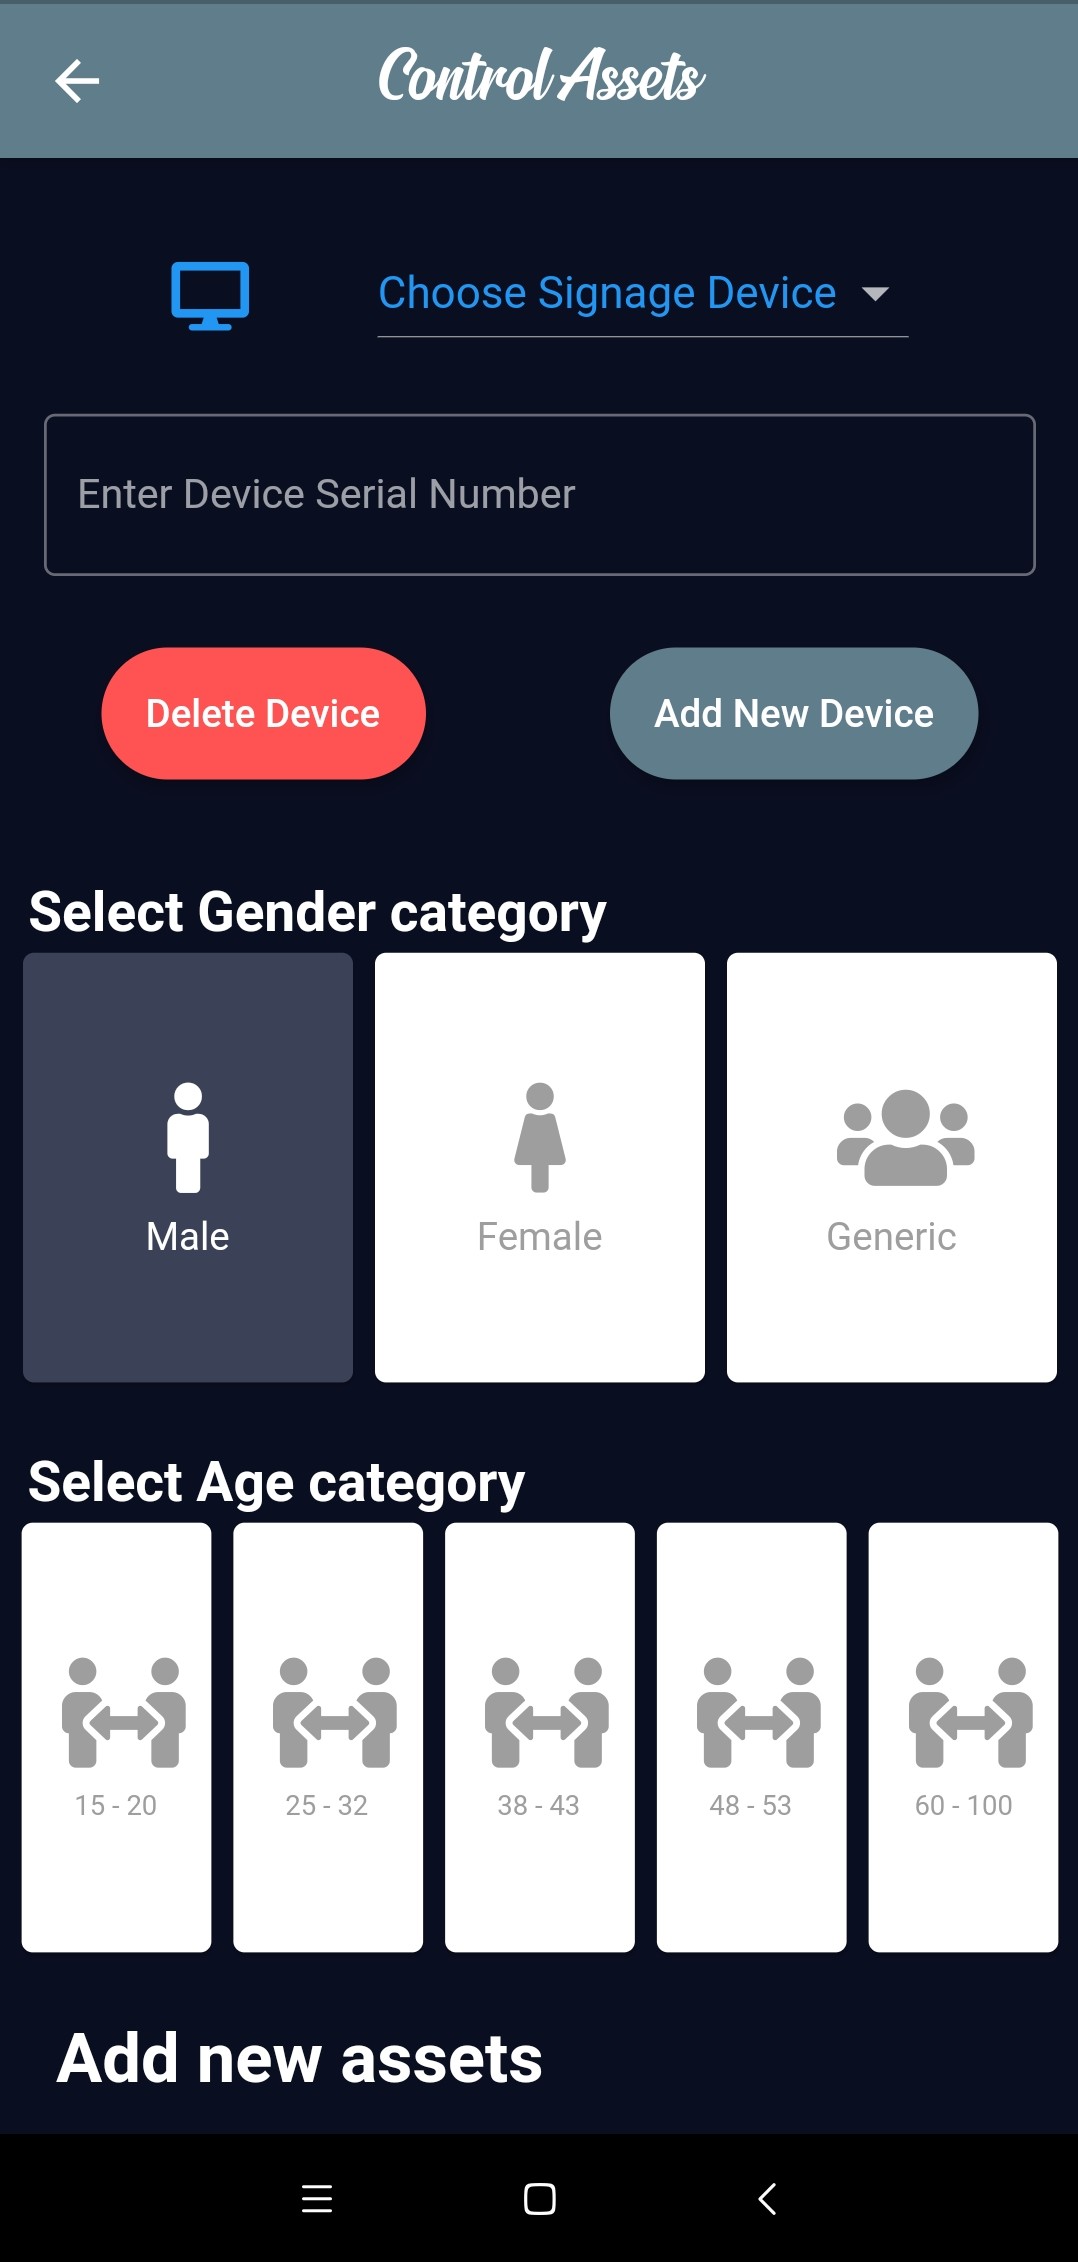 Control Assets
Choose Signage Device
Enter Device Serial Number
Delete Device
Add New Device
Select Gender category
Male
Female
Generic
Select Age category
15 - 20
25 - 32
38 - 43
48 - 53
60 - 100
Add new assets